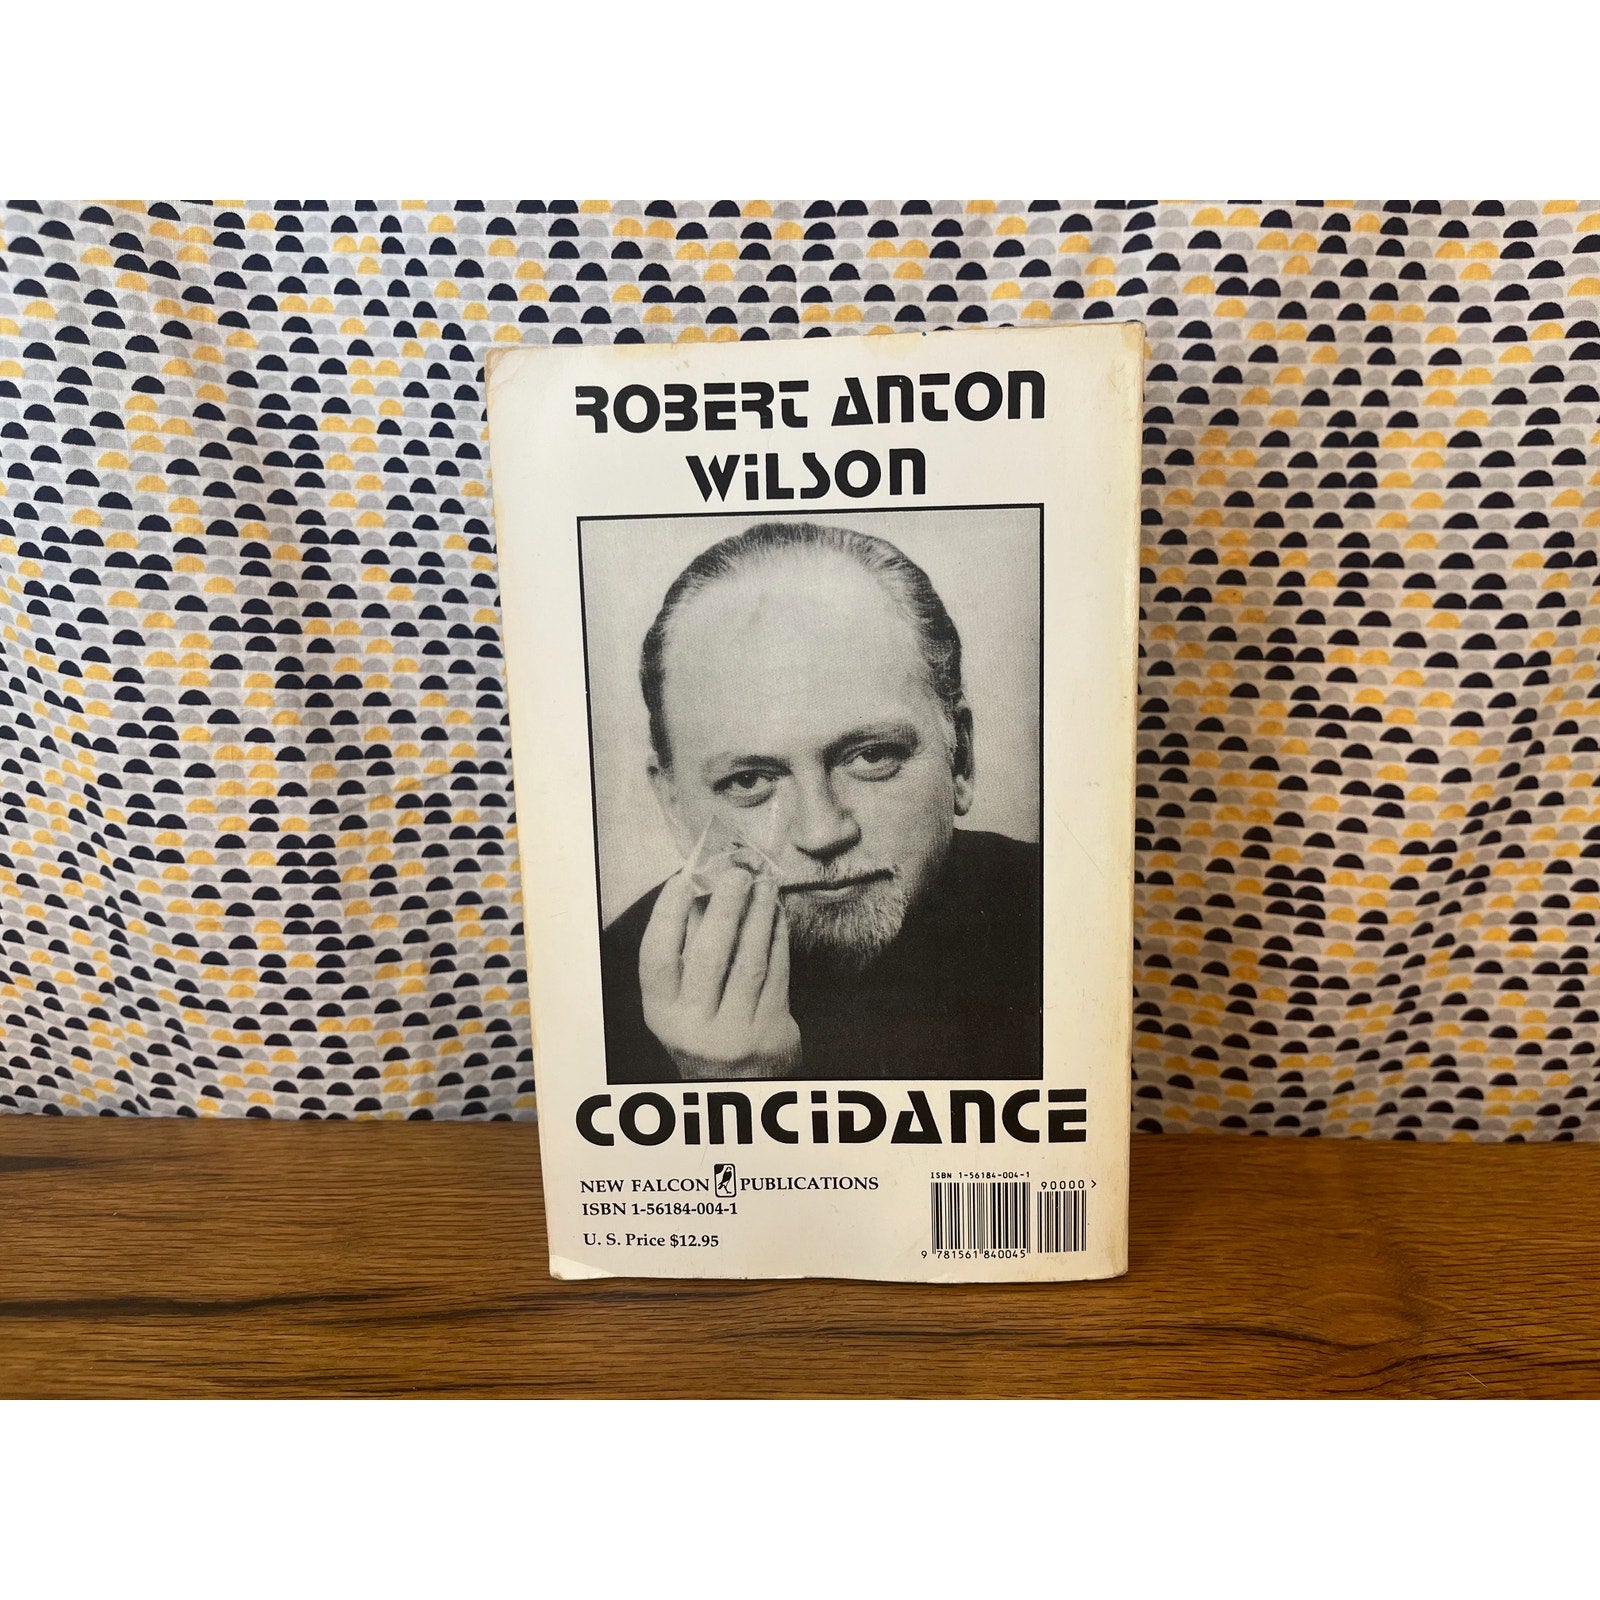 ROBERT ANTON
WiLSON
COiNCiDANCE
NEW FALCON PUBLICATIONS
ISBN 1-56184-004-1
U. S. Price $12.95
ISBN 1-56184-004-1
90000 >
9 781561 840045